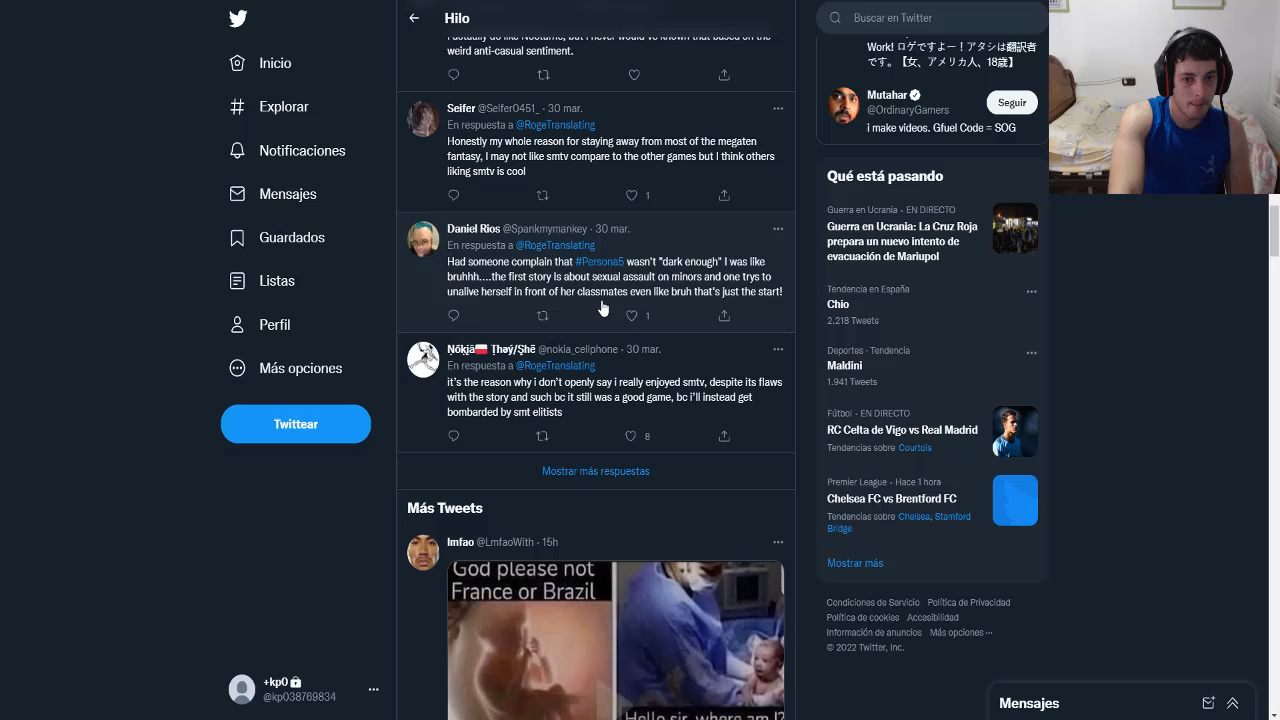 Inicio
Explorar
Notificaciones
Mensajes
Guardados
Listas
Perfil
Más opciones
Twittear
+kp0
@kp038769834
Hilo
I actually do like Nocturne, but I never would've known that based on the
weird anti-casual sentiment.
Seifer @Seifer0451_ · 30 mar.
En respuesta a @RogeTranslating
Honestly my whole reason for staying away from most of the megaten
fantasy, I may not like smtv compare to the other games but I think others
liking smtv is cool
1
Daniel Rios @Spankmymankey · 30 mar.
En respuesta a @RogeTranslating
Had someone complain that #Persona5 wasn't "dark enough" I was like
bruhhh....the first story Is about sexual assault on minors and one trys to
unalive herself in front of her classmates even like bruh that's just the start!
1
@nokia_cellphone · 30 mar.
En respuesta a @RogeTranslating
it's the reason why i don't openly say i really enjoyed smtv, despite its flaws
with the story and such bc it still was a good game, bc i'll instead get
bombarded by smt elitists
8
Mostrar más respuestas
Más Tweets
lmfao @LmfaoWith · 15h
God please not
France or Brazil
Hello sir, where am I?
Buscar en Twitter
Work! ロゲですよー！アタシは翻訳者
です。【女、アメリカ人、18歳】
Mutahar
@OrdinaryGamers
Seguir
i make videos. Gfuel Code = SOG
Qué está pasando
Guerra en Ucrania · EN DIRECTO
Guerra en Ucrania: La Cruz Roja
prepara un nuevo intento de
evacuación de Mariupol
Tendencia en España
Chio
2.218 Tweets
Deportes · Tendencia
Maldini
1.941 Tweets
Fútbol · EN DIRECTO
RC Celta de Vigo vs Real Madrid
Tendencias sobre Courtois
Premier League · Hace 1 hora
Chelsea FC vs Brentford FC
Tendencias sobre Chelsea, Stamford
Bridge
Mostrar más
Condiciones de Servicio Política de Privacidad
Política de cookies Accesibilidad
Información de anuncios Más opciones ···
© 2022 Twitter, Inc.
Mensajes